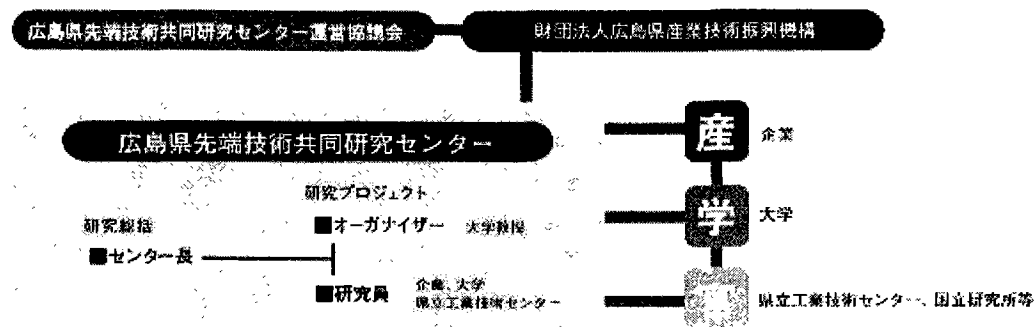 広島県先端技術共同研究センター運営協議会
財団法人広島県産業技術振興機構
広島県先端技術共同研究センター
産
企業
研究プロジェクト
学
大学
研究総括
■オーガナイザー
大学教授
■センター長
■研究員
企業、大学
県立工業技術センター
県立工業技術センター、国立研究所等